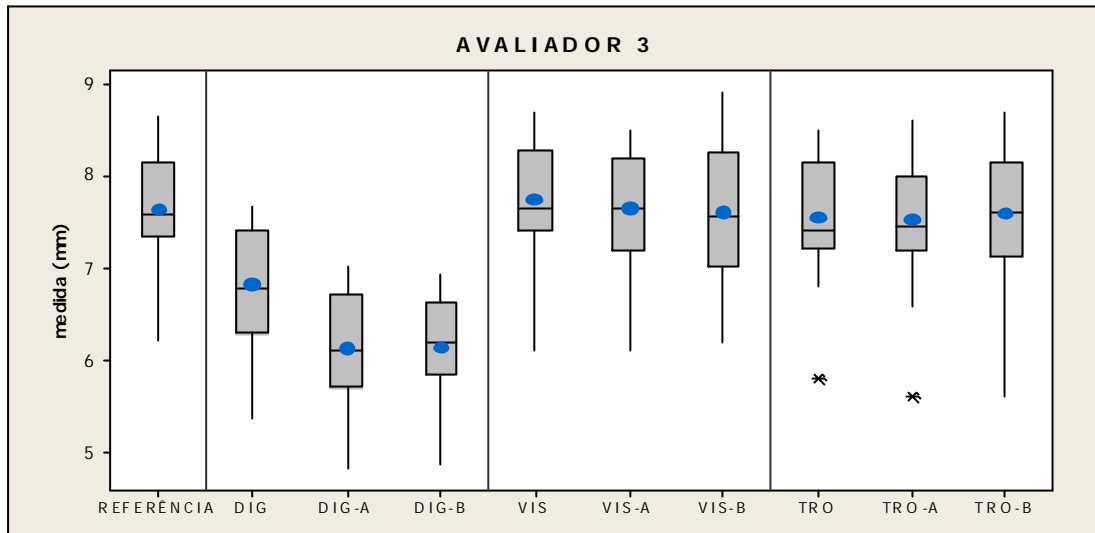 AVALIADOR 3
medida (mm)
9
8
7
6
5
REFERÊNCIA DIG DIG-A DIG-B VIS VIS-A VIS-B TRO TRO-A TRO-B